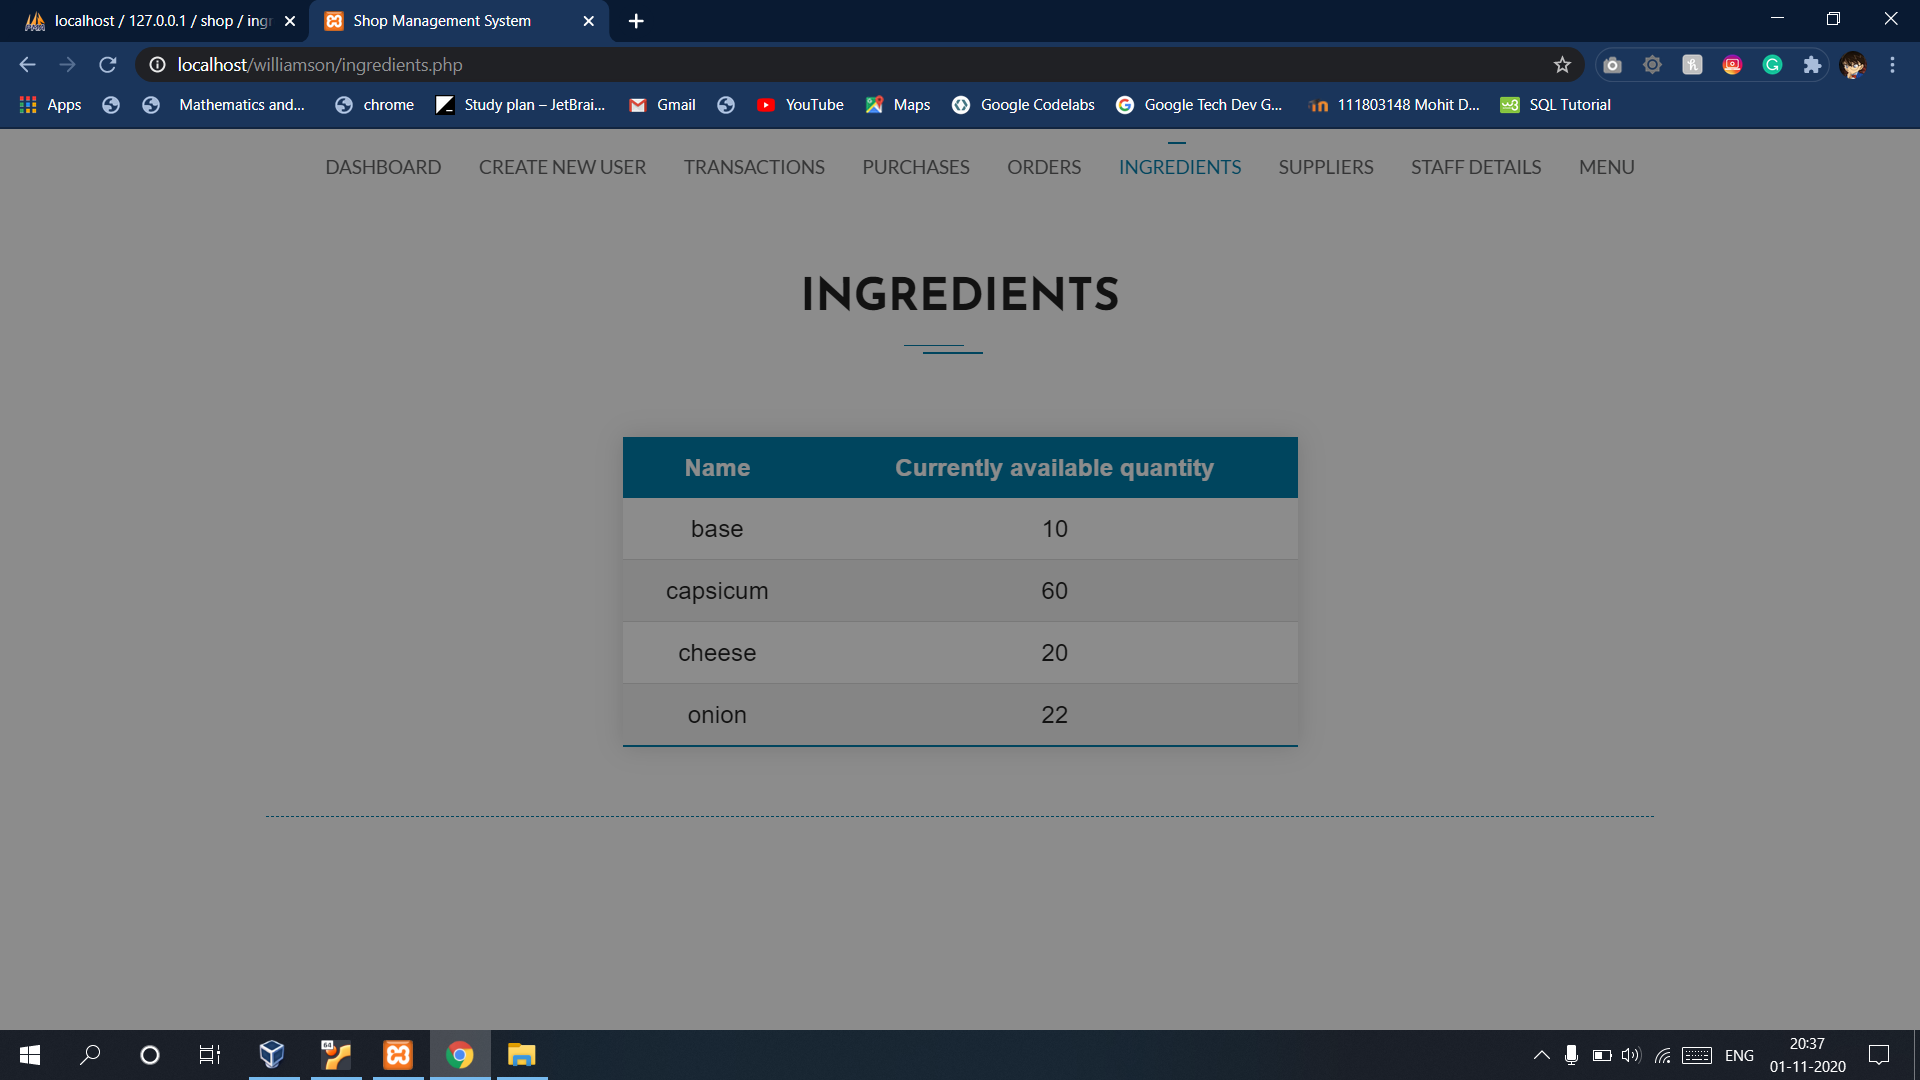 localhost / 127.0.0.1 / shop / ingr
Shop Management System
localhost/williamson/ingredients.php
Apps
Mathematics and...
chrome
Study plan – JetBrai...
Gmail
YouTube
Maps
Google Codelabs
Google Tech Dev G...
111803148 Mohit D...
SQL Tutorial
DASHBOARD CREATE NEW USER TRANSACTIONS PURCHASES ORDERS INGREDIENTS SUPPLIERS STAFF DETAILS MENU
INGREDIENTS
Name Currently available quantity
base 10
capsicum 60
cheese 20
onion 22
64
ENG
20:37
01-11-2020